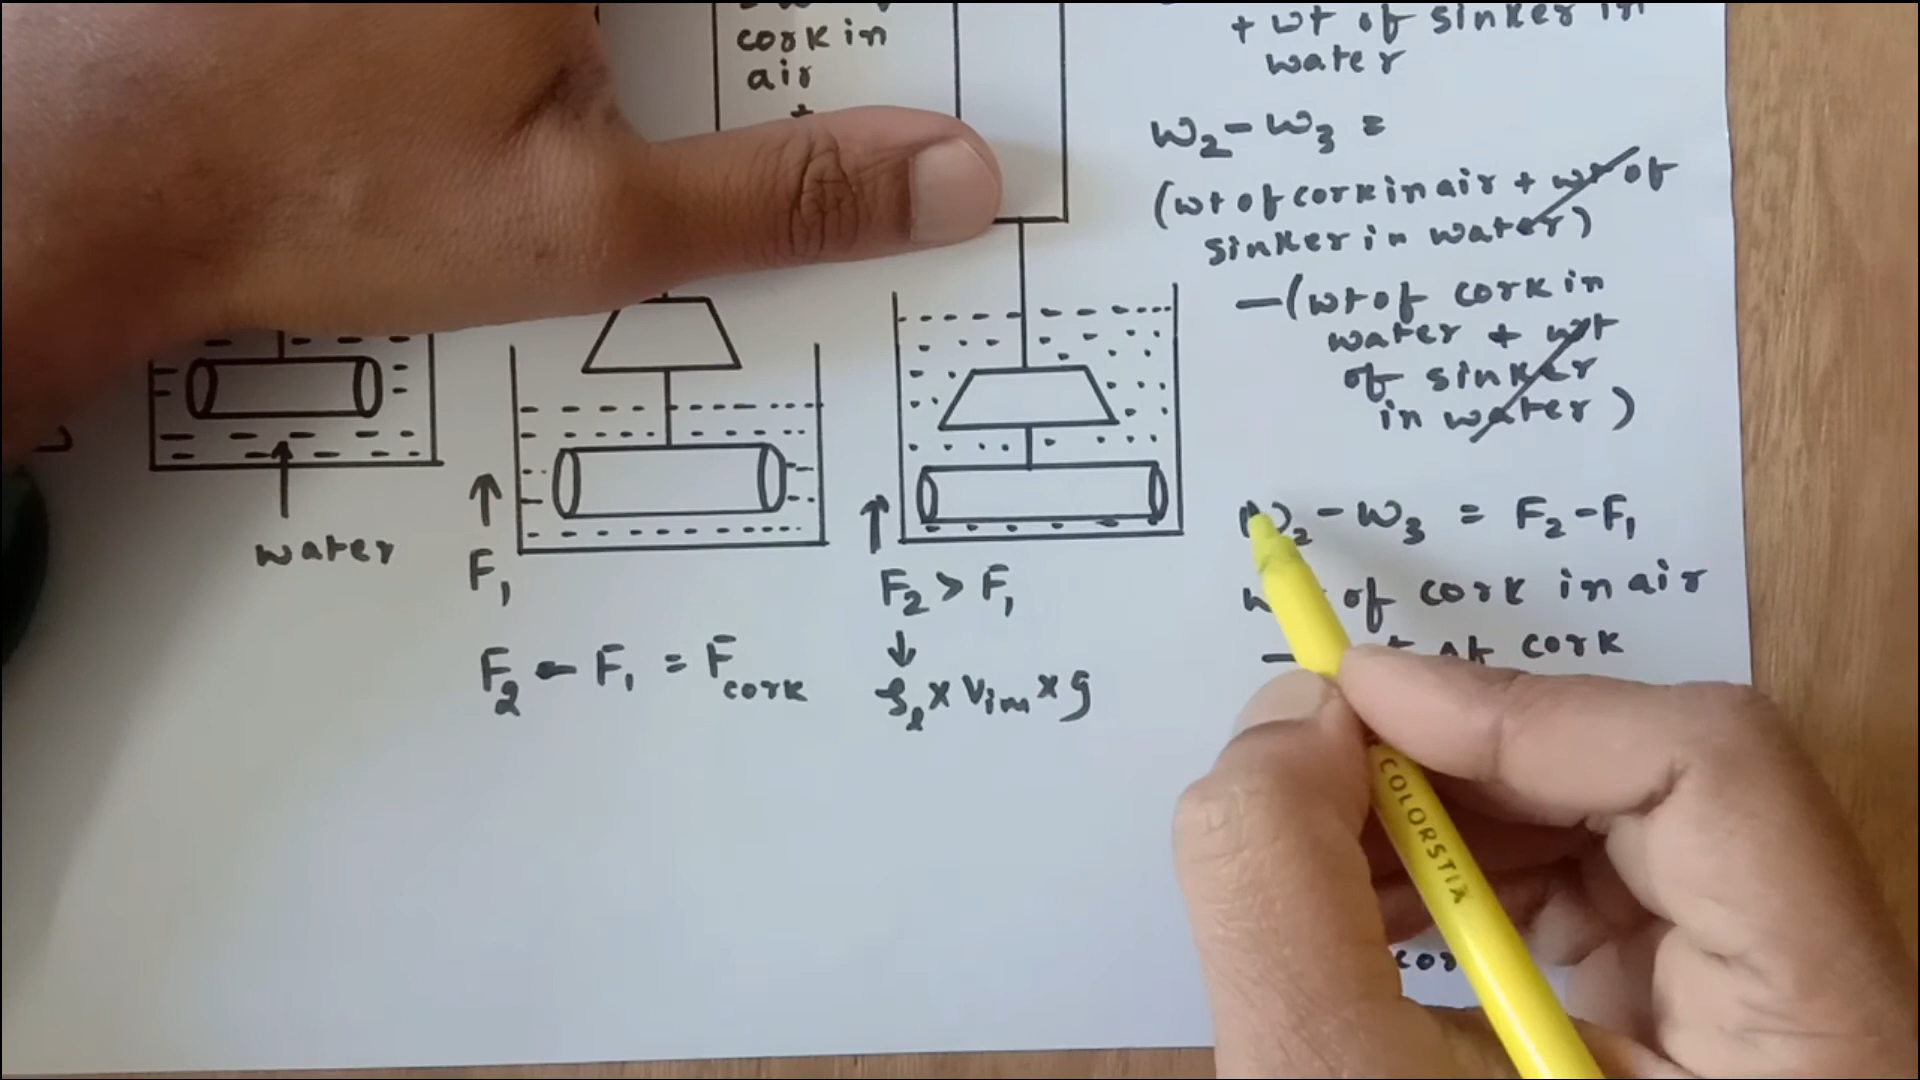 cork in
air
+
water
F₁
F₂ - F₁ = F cork
F₂ > F₁
↓
ρₗ × Vim × g
+ wt of sinker in
water
W₂ - W₃ =
(wt of cork in air + wt of
sinker in water)
- (wt of cork in
water + wt
of sinker
in water)
W₂ - W₃ = F₂ - F₁
of cork in air
cork
COLORSTIX